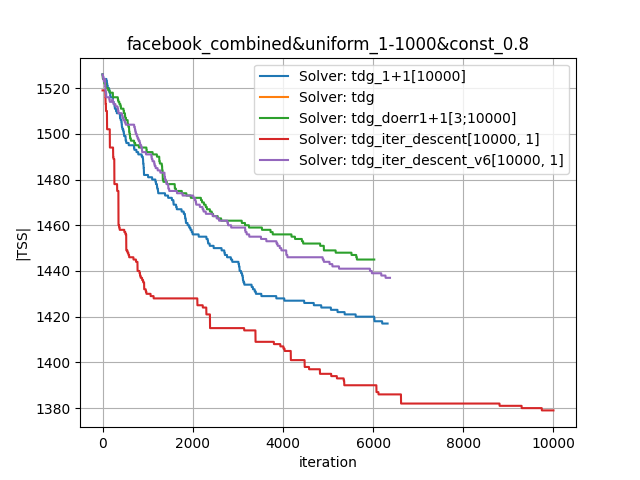 facebook_combined&uniform_1-1000&const_0.8
Solver: tdg_1+1[10000]
Solver: tdg
Solver: tdg_doerr1+1[3;10000]
Solver: tdg_iter_descent[10000, 1]
Solver: tdg_iter_descent_v6[10000, 1]
|TSS|
1520
1500
1480
1460
1440
1420
1400
1380
0 2000 4000 6000 8000 10000
iteration